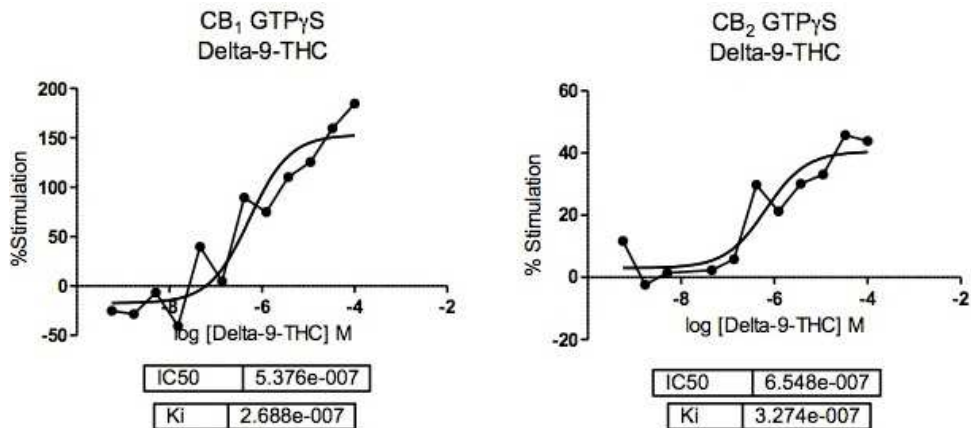 CB₁ GTPγS
Delta-9-THC
200
150
100
50
0
-50
%Stimulation
-8
-6
-4
-2
log [Delta-9-THC] M
IC50 5.376e-007
Ki 2.688e-007
CB₂ GTPγS
Delta-9-THC
60
40
20
0
-20
% Stimulation
-8
-6
-4
-2
log [Delta-9-THC] M
IC50 6.548e-007
Ki 3.274e-007